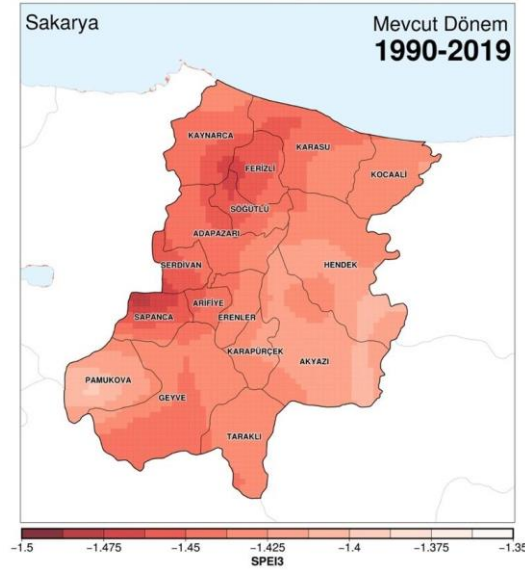 Sakarya
Mevcut Dönem
1990-2019
KAYNARCA
KARASU
FERİZLİ
KOCAALİ
SÖĞÜTLÜ
ADAPAZARI
SERDİVAN
HENDEK
ARİFİYE
SAPANCA
ERENLER
KARAPÜRÇEK
AKYAZI
PAMUKOVA
GEYVE
TARAKLI
−1.5 −1.475 −1.45 −1.425 −1.4 −1.375 −1.35
SPEI3